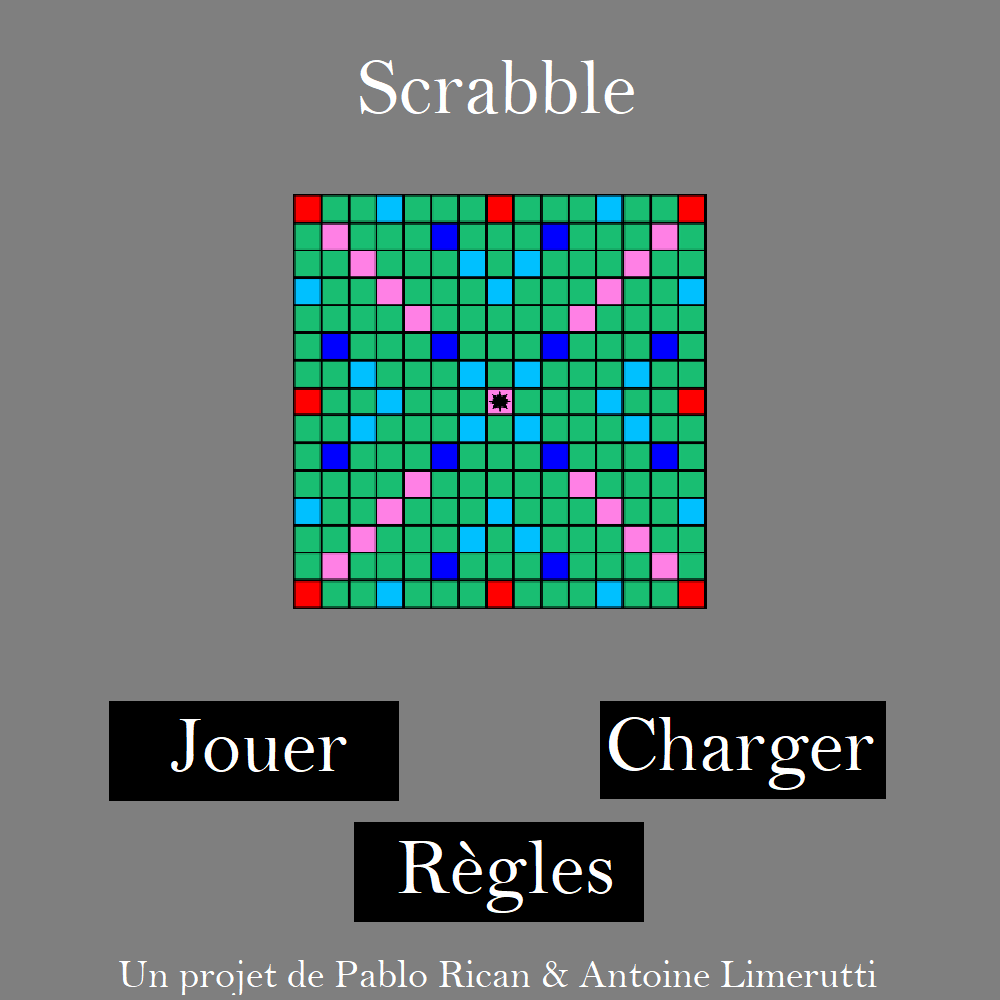 Scrabble
Jouer
Charger
Règles
Un projet de Pablo Rican & Antoine Limerutti